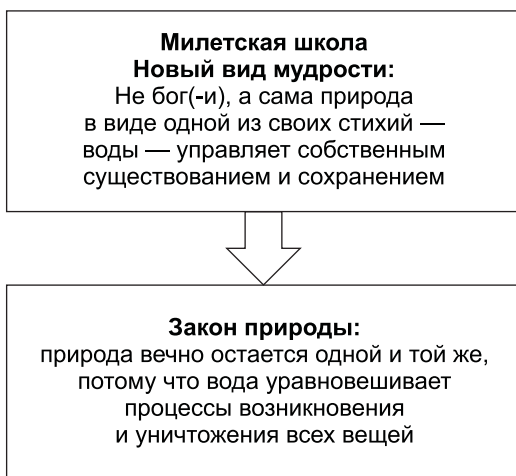 Милетская школа
Новый вид мудрости:
Не бог(-и), а сама природа
в виде одной из своих стихий —
воды — управляет собственным
существованием и сохранением
Закон природы:
природа вечно остается одной и той же,
потому что вода уравновешивает
процессы возникновения
и уничтожения всех вещей